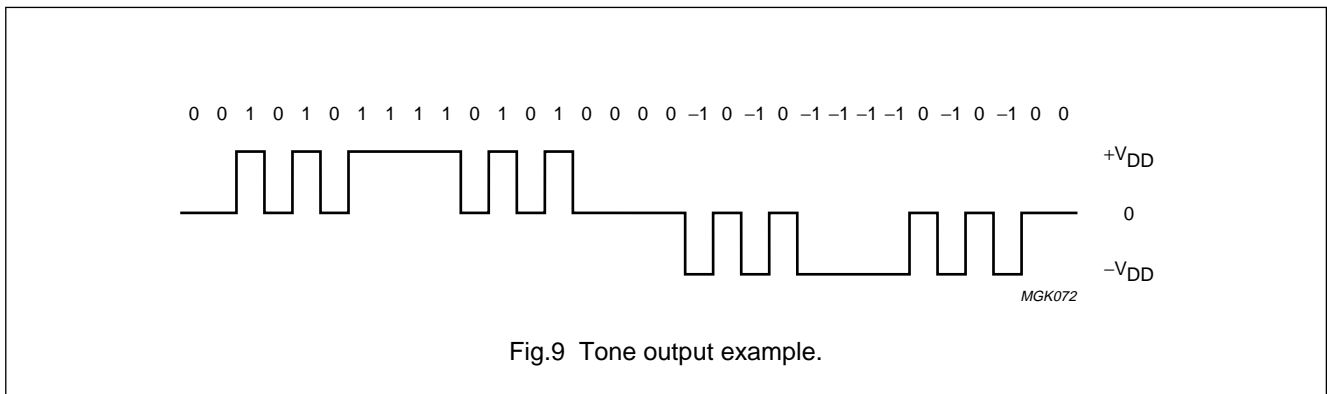 0 0 1 0 1 0 1 1 1 1 0 1 0 1 0 0 0 0 −1 0 −1 0 −1 −1 −1 −1 0 −1 0 −1 0 0
+VDD
0
−VDD
MGK072
Fig.9 Tone output example.